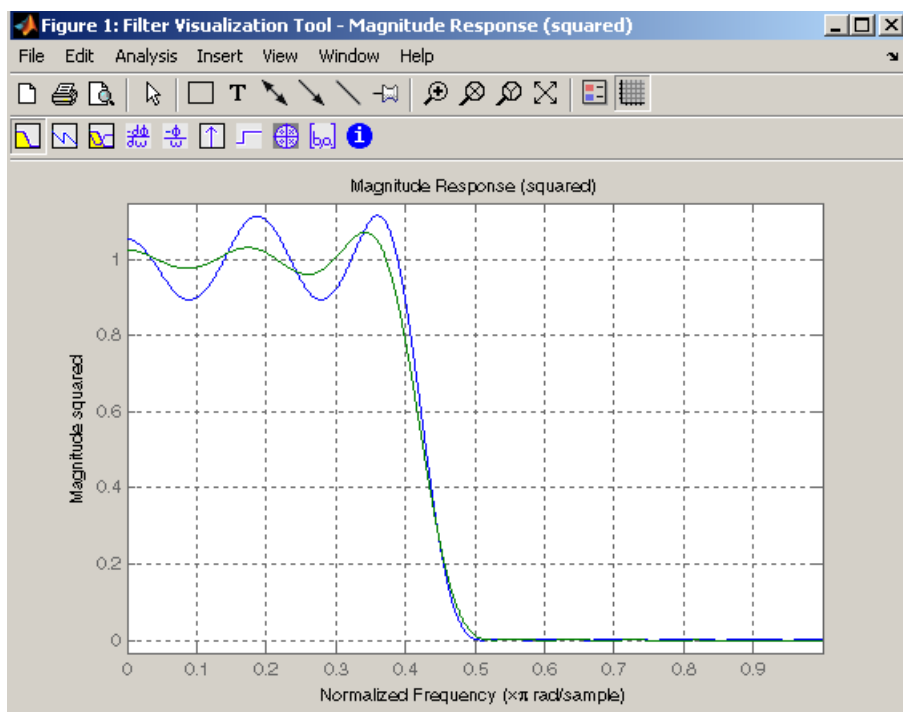 Figure 1: Filter Visualization Tool - Magnitude Response (squared)
File Edit Analysis Insert View Window Help
T
-dϕ
dω
-ϕ
ω
[b,a]
i
Magnitude Response (squared)
Magnitude squared
1
0.8
0.6
0.4
0.2
0
0 0.1 0.2 0.3 0.4 0.5 0.6 0.7 0.8 0.9
Normalized Frequency (×π rad/sample)